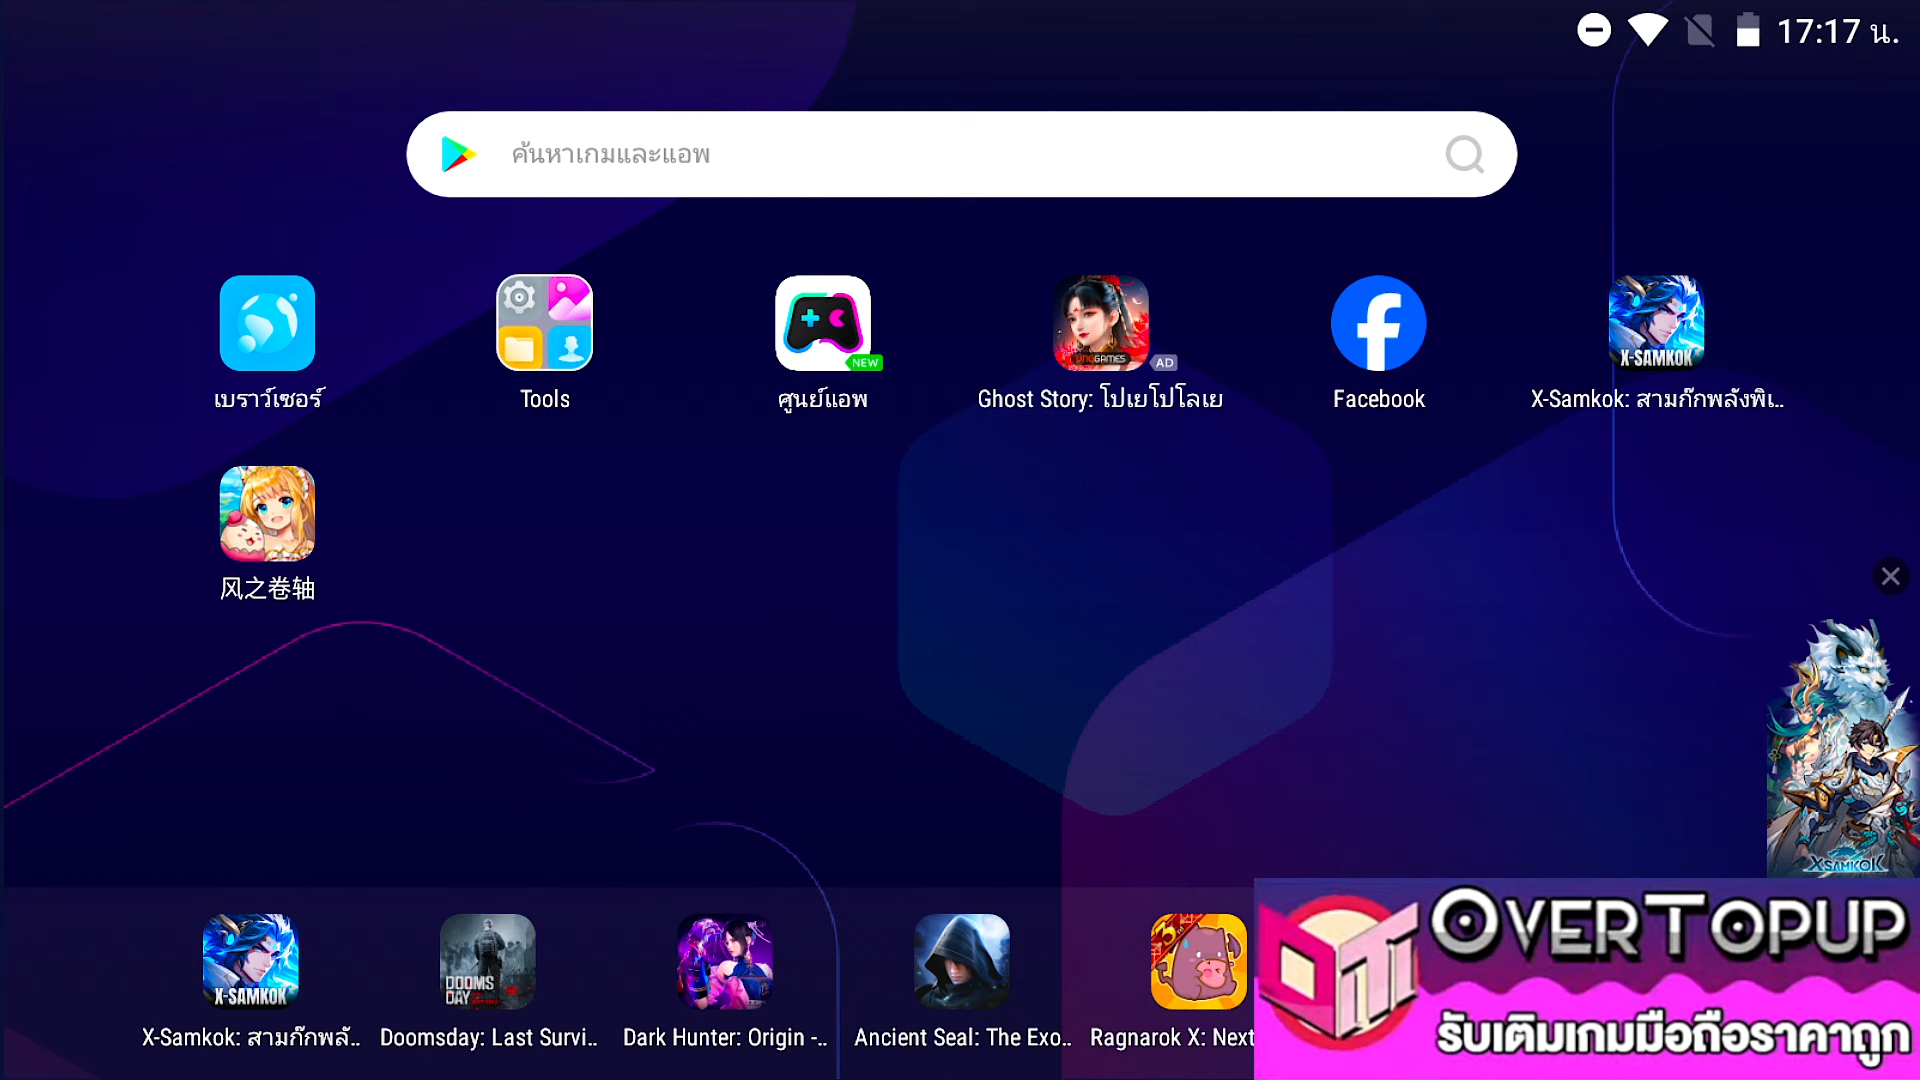 17:17 น.
ค้นหาเกมและแอพ
NEW
GAMES
AD
X-SAMKOK
เบราว์เซอร์
Tools
ศูนย์แอพ
Ghost Story: โปเยโปโลเย
Facebook
X-Samkok: สามก๊กพลังพิเ..
风之卷轴
XSAMKOK
OVERTOPUP
รับเติมเกมมือถือราคาถูก
X-SAMKOK
DOOMS
DAY
3rd
X-Samkok: สามก๊กพลั..
Doomsday: Last Survi..
Dark Hunter: Origin -..
Ancient Seal: The Exo..
Ragnarok X: Next